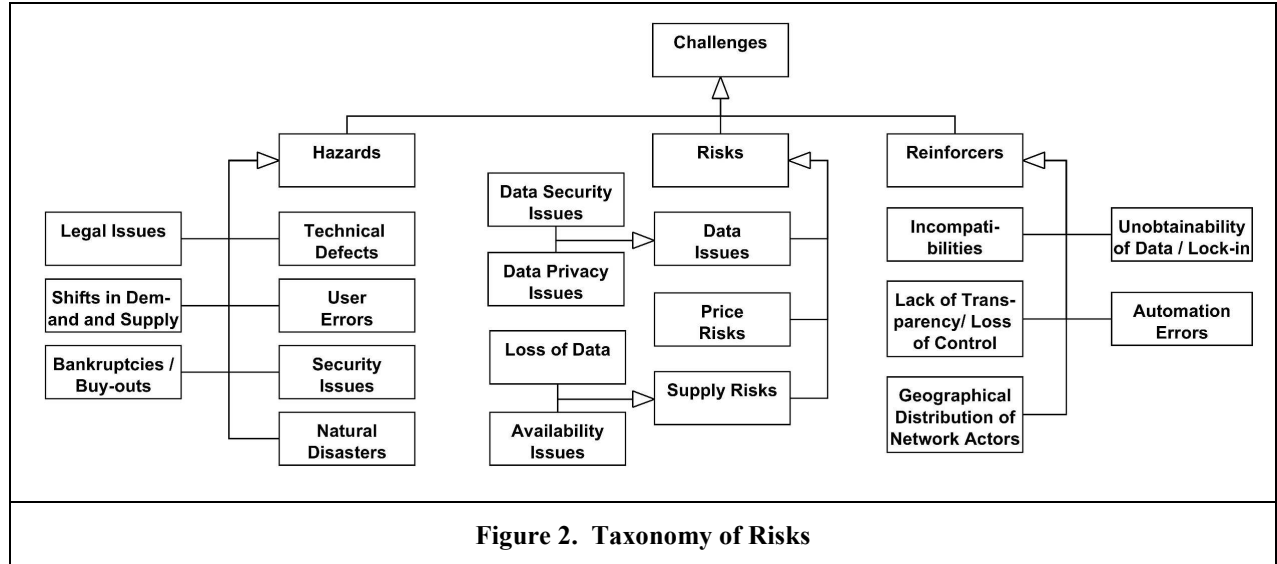 Challenges
Hazards
Risks
Reinforcers
Legal Issues
Technical
Defects
Shifts in Dem-
and and Supply
User
Errors
Bankruptcies /
Buy-outs
Security
Issues
Natural
Disasters
Data Security
Issues
Data Privacy
Issues
Data
Issues
Price
Risks
Loss of Data
Supply Risks
Availability
Issues
Incompati-
bilities
Unobtainability
of Data / Lock-in
Lack of Trans-
parency/ Loss
of Control
Automation
Errors
Geographical
Distribution of
Network Actors
Figure 2. Taxonomy of Risks